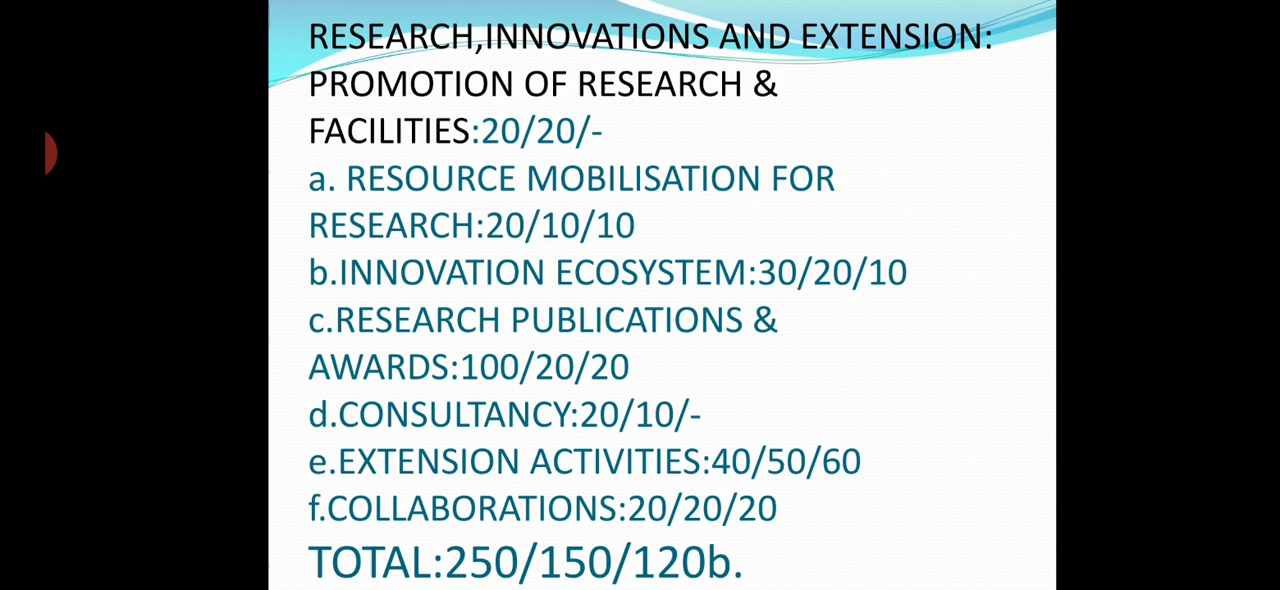 RESEARCH,INNOVATIONS AND EXTENSION:
PROMOTION OF RESEARCH &
FACILITIES:20/20/-
a. RESOURCE MOBILISATION FOR
RESEARCH:20/10/10
b.INNOVATION ECOSYSTEM:30/20/10
c.RESEARCH PUBLICATIONS &
AWARDS:100/20/20
d.CONSULTANCY:20/10/-
e.EXTENSION ACTIVITIES:40/50/60
f.COLLABORATIONS:20/20/20
TOTAL:250/150/120b.